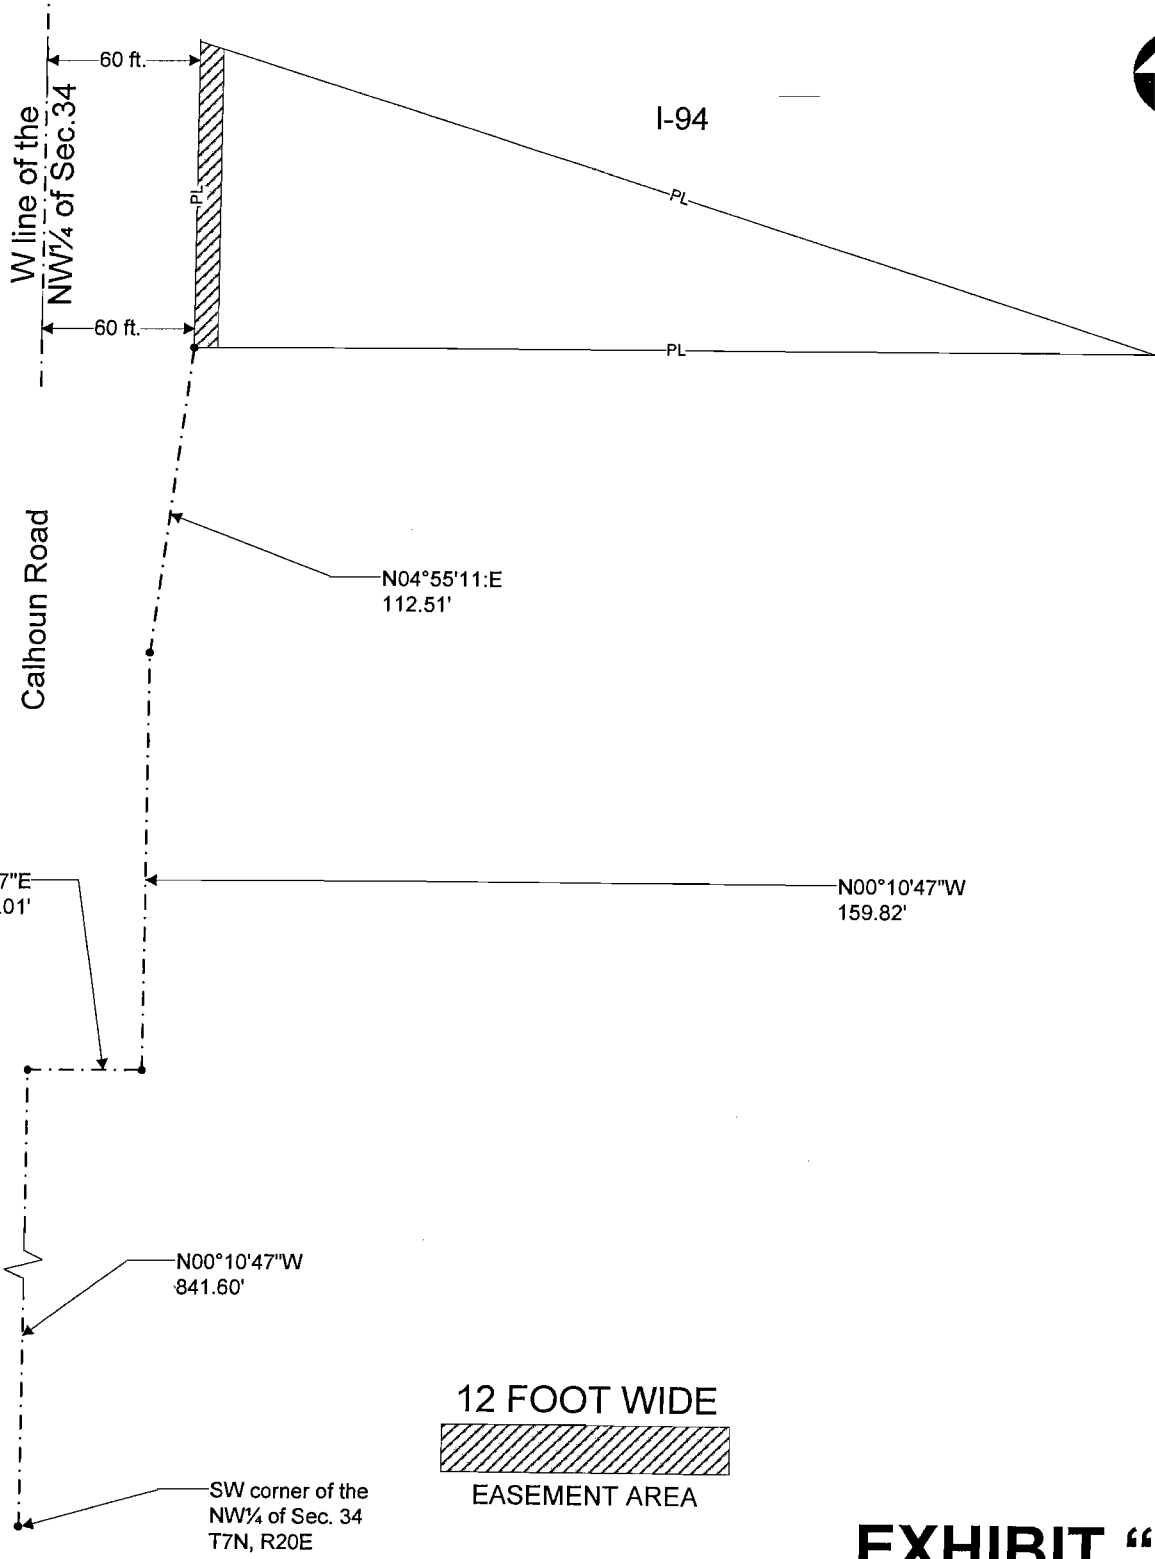 60 ft.
W line of the
NW¼ of Sec.34
I-94
PL
PL
60 ft.
PL
Calhoun Road
N04°55'11:E
112.51'
7"E
.01'
N00°10'47"W
159.82'
N00°10'47"W
841.60'
12 FOOT WIDE
EASEMENT AREA
SW corner of the
NW¼ of Sec. 34
T7N, R20E
EXHIBIT “